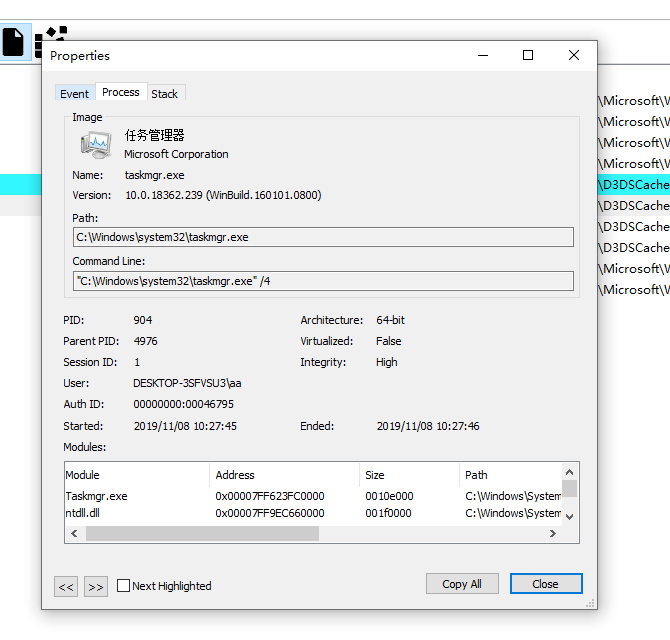 Properties
Event Process Stack
Image
任务管理器
Microsoft Corporation
Name: taskmgr.exe
Version: 10.0.18362.239 (WinBuild.160101.0800)
Path:
C:\Windows\system32\taskmgr.exe
Command Line:
"C:\Windows\system32\taskmgr.exe" /4
PID: 904 Architecture: 64-bit
Parent PID: 4976 Virtualized: False
Session ID: 1 Integrity: High
User: DESKTOP-3SFVSU3\aa
Auth ID: 00000000:00046795
Started: 2019/11/08 10:27:45 Ended: 2019/11/08 10:27:46
Modules:
Module Address Size Path
Taskmgr.exe 0x00007FF623FC0000 0010e000 C:\Windows\System
ntdll.dll 0x00007FF9EC660000 001f0000 C:\Windows\System
<< >> Next Highlighted Copy All Close
\Microsoft\W
\Microsoft\W
\Microsoft\W
\Microsoft\W
\D3DSCache
\D3DSCache
\D3DSCache
\D3DSCache
\Microsoft\W
\Microsoft\W